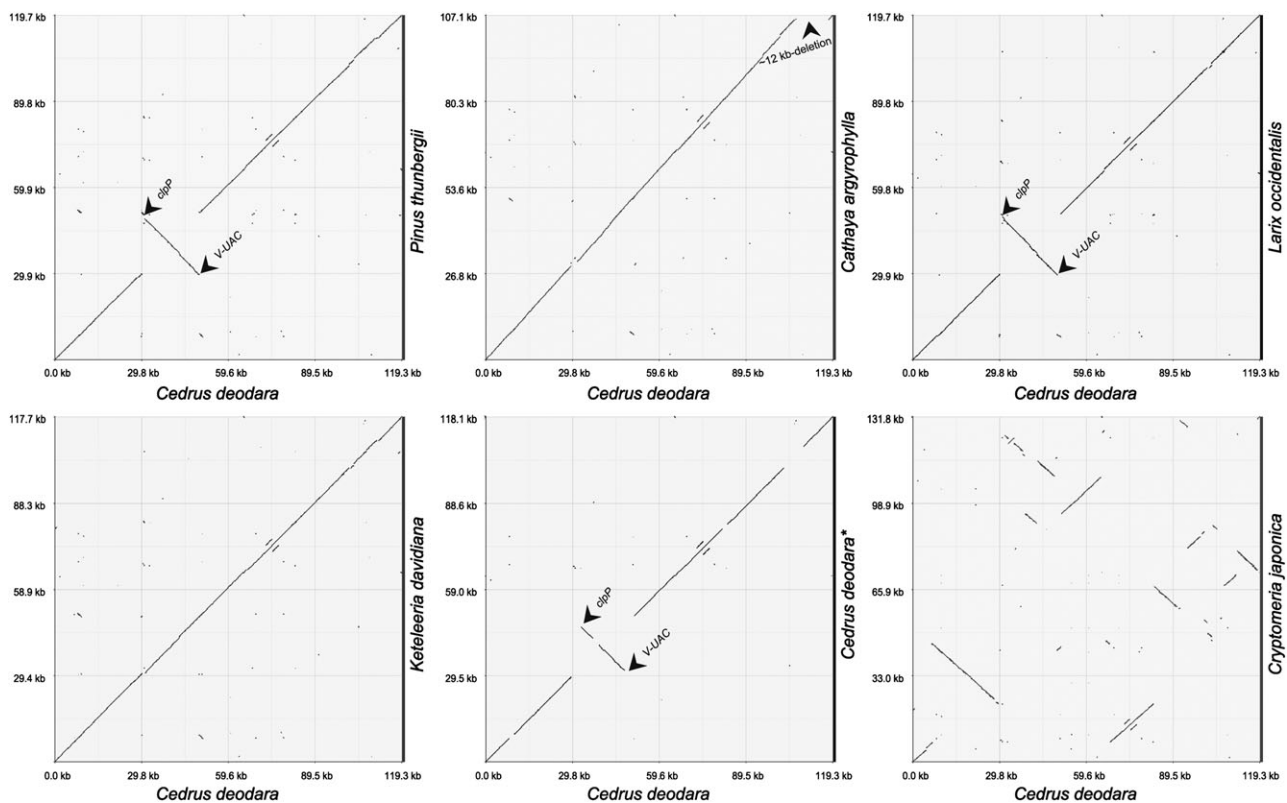 119.7 kb
89.8 kb
59.9 kb
29.9 kb
clpP
V-UAC
0.0 kb 29.8 kb 59.6 kb 89.5 kb 119.3 kb
Cedrus deodara
Pinus thunbergii
107.1 kb
80.3 kb
53.6 kb
26.8 kb
~12 kb-deletion
0.0 kb 29.8 kb 59.6 kb 89.5 kb 119.3 kb
Cedrus deodara
Cathaya argyrophylla
119.7 kb
89.8 kb
59.8 kb
29.9 kb
clpP
V-UAC
0.0 kb 29.8 kb 59.6 kb 89.5 kb 119.3 kb
Cedrus deodara
Larix occidentalis
117.7 kb
88.3 kb
58.9 kb
29.4 kb
0.0 kb 29.8 kb 59.6 kb 89.5 kb 119.3 kb
Cedrus deodara
Keteleeria davidiana
118.1 kb
88.6 kb
59.0 kb
29.5 kb
clpP
V-UAC
0.0 kb 29.8 kb 59.6 kb 89.5 kb 119.3 kb
Cedrus deodara
Cedrus deodara*
131.8 kb
98.9 kb
65.9 kb
33.0 kb
0.0 kb 29.8 kb 59.6 kb 89.5 kb 119.3 kb
Cedrus deodara
Cryptomeria japonica